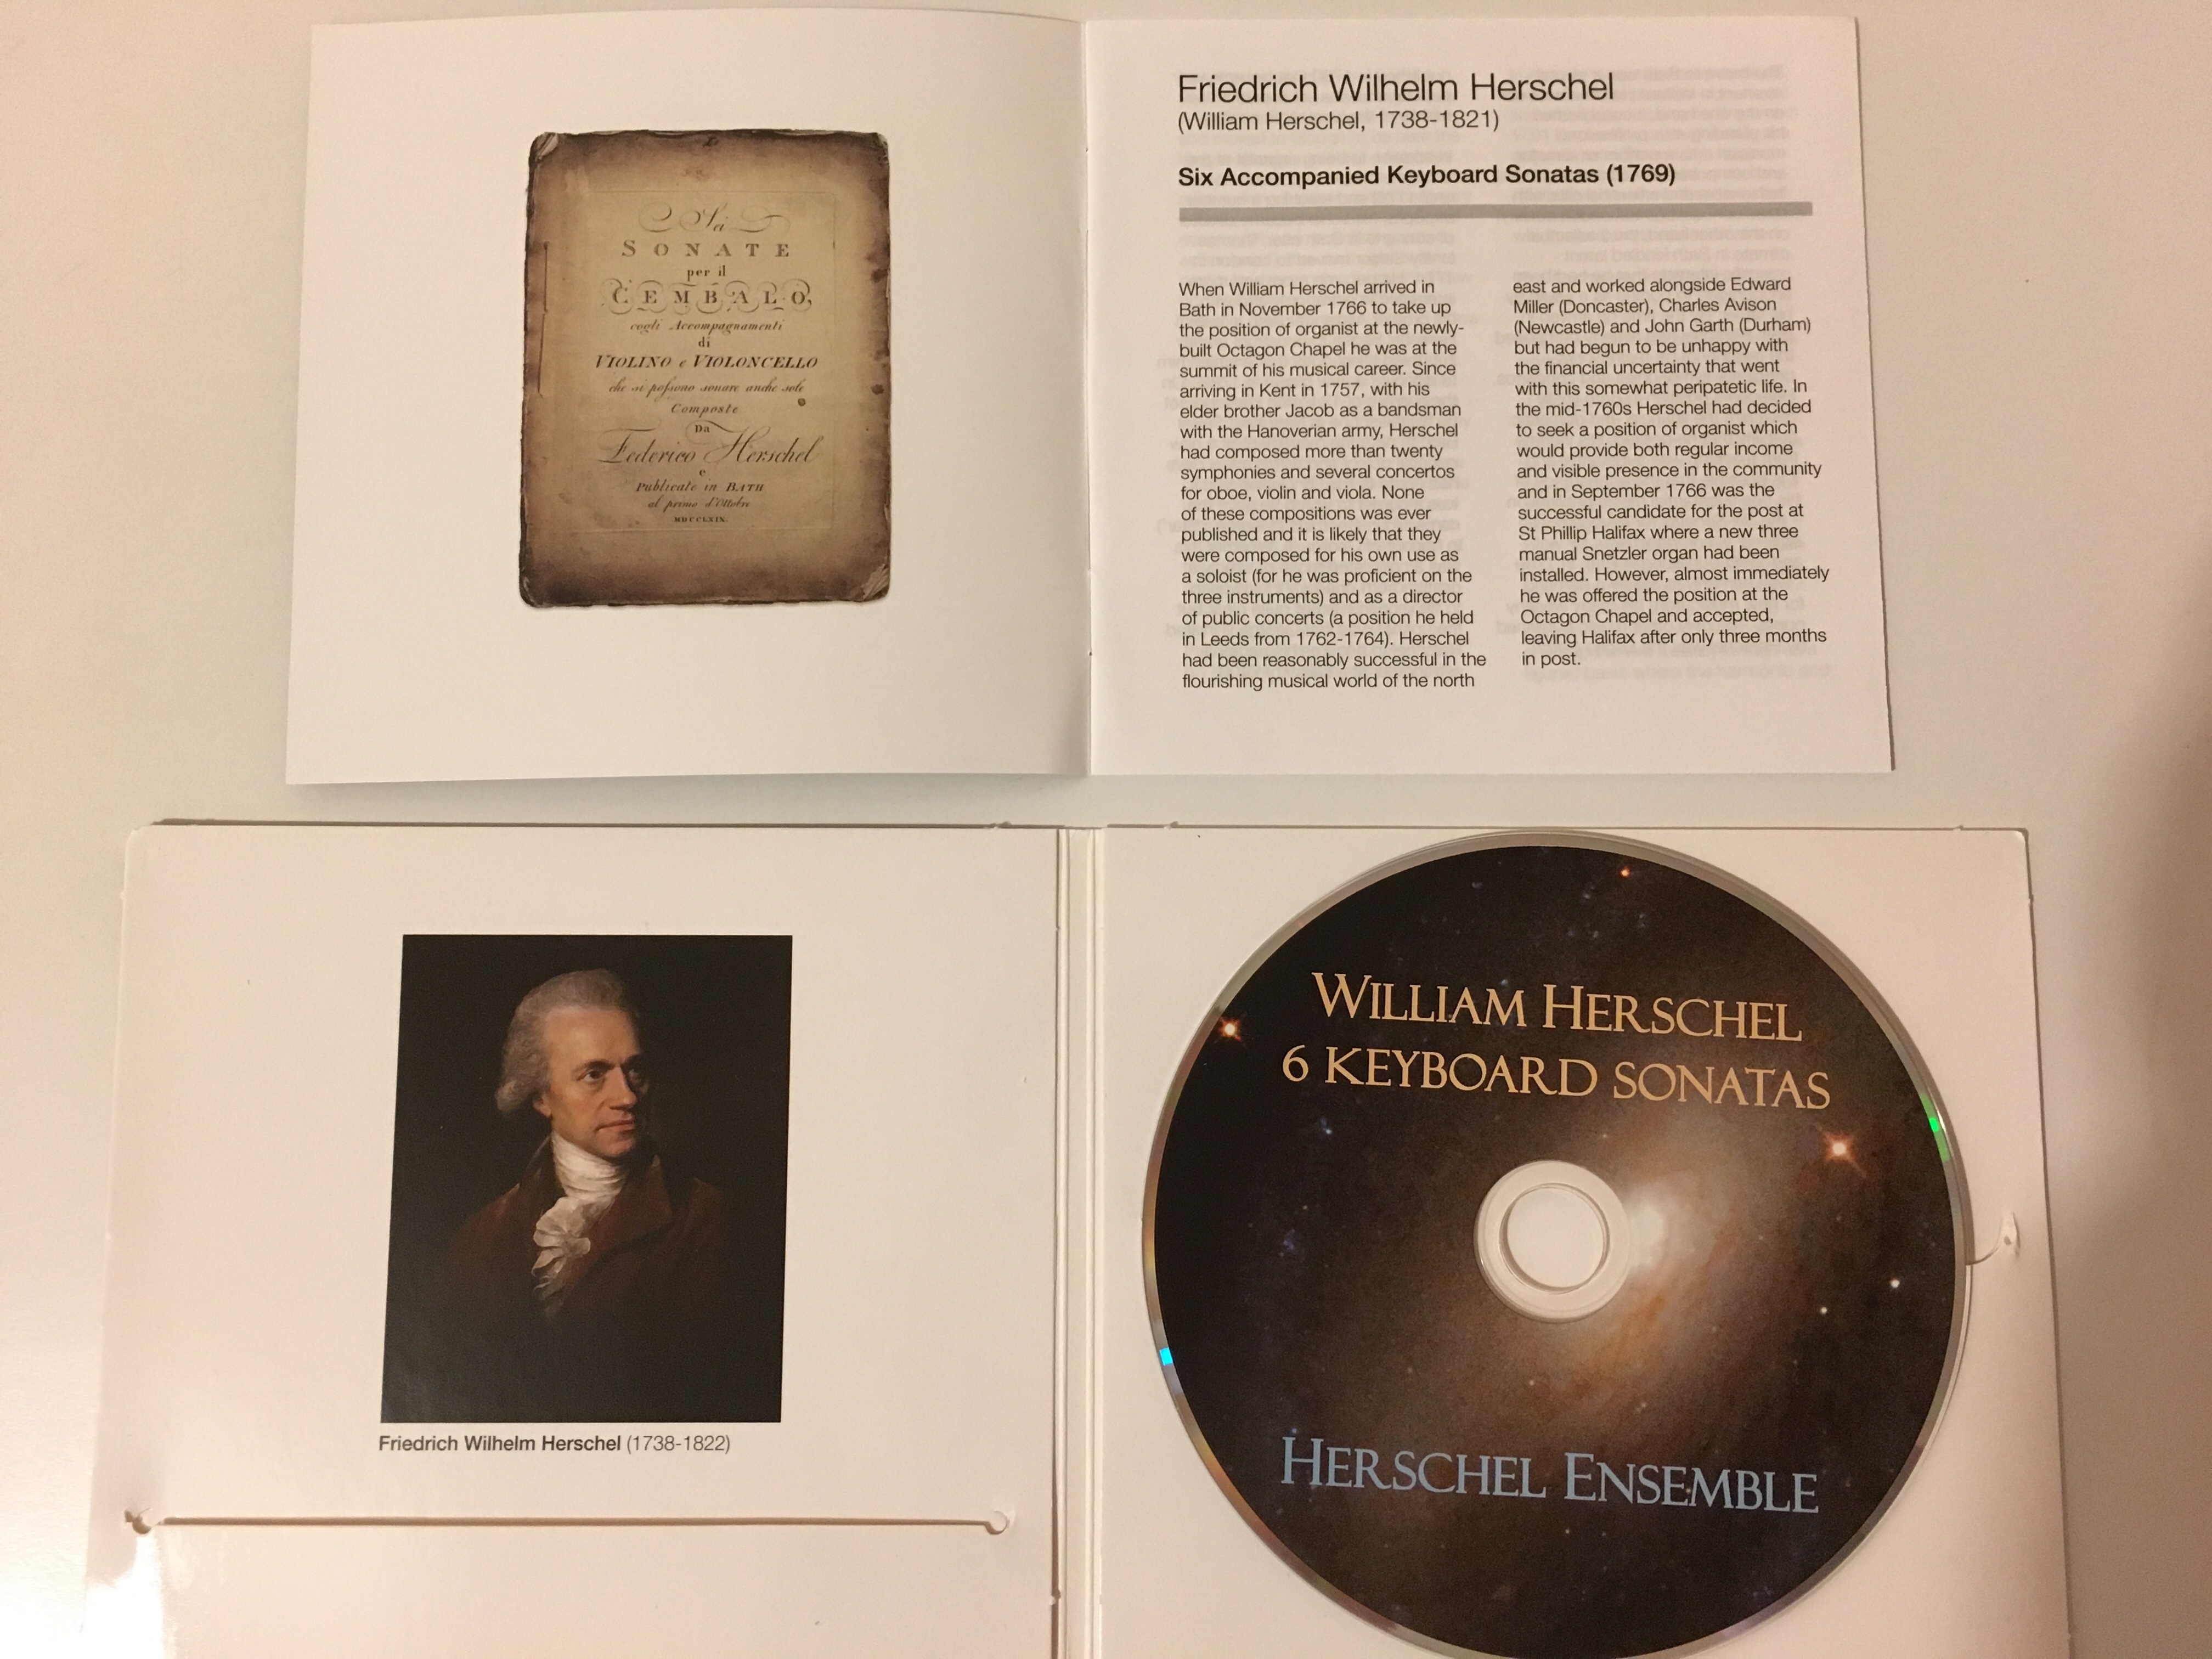 Sei
SONATE
per il
CEMBALO,
cogli Accompagnamenti
di
VIOLINO e VIOLONCELLO
che si possono sonare anche sole
Composte
Da
Federico Herschel
e
Publicate in BATH
al primo d'Ottobre
MDCCLXIX.
Friedrich Wilhelm Herschel
(William Herschel, 1738-1821)
Six Accompanied Keyboard Sonatas (1769)
When William Herschel arrived in
Bath in November 1766 to take up
the position of organist at the newly-
built Octagon Chapel he was at the
summit of his musical career. Since
arriving in Kent in 1757, with his
elder brother Jacob as a bandsman
with the Hanoverian army, Herschel
had composed more than twenty
symphonies and several concertos
for oboe, violin and viola. None
of these compositions was ever
published and it is likely that they
were composed for his own use as
a soloist (for he was proficient on the
three instruments) and as a director
of public concerts (a position he held
in Leeds from 1762-1764). Herschel
had been reasonably successful in the
flourishing musical world of the north
east and worked alongside Edward
Miller (Doncaster), Charles Avison
(Newcastle) and John Garth (Durham)
but had begun to be unhappy with
the financial uncertainty that went
with this somewhat peripatetic life. In
the mid-1760s Herschel had decided
to seek a position of organist which
would provide both regular income
and visible presence in the community
and in September 1766 was the
successful candidate for the post at
St Phillip Halifax where a new three
manual Snetzler organ had been
installed. However, almost immediately
he was offered the position at the
Octagon Chapel and accepted,
leaving Halifax after only three months
in post.
Friedrich Wilhelm Herschel (1738-1822)
WILLIAM HERSCHEL
6 KEYBOARD SONATAS
HERSCHEL ENSEMBLE